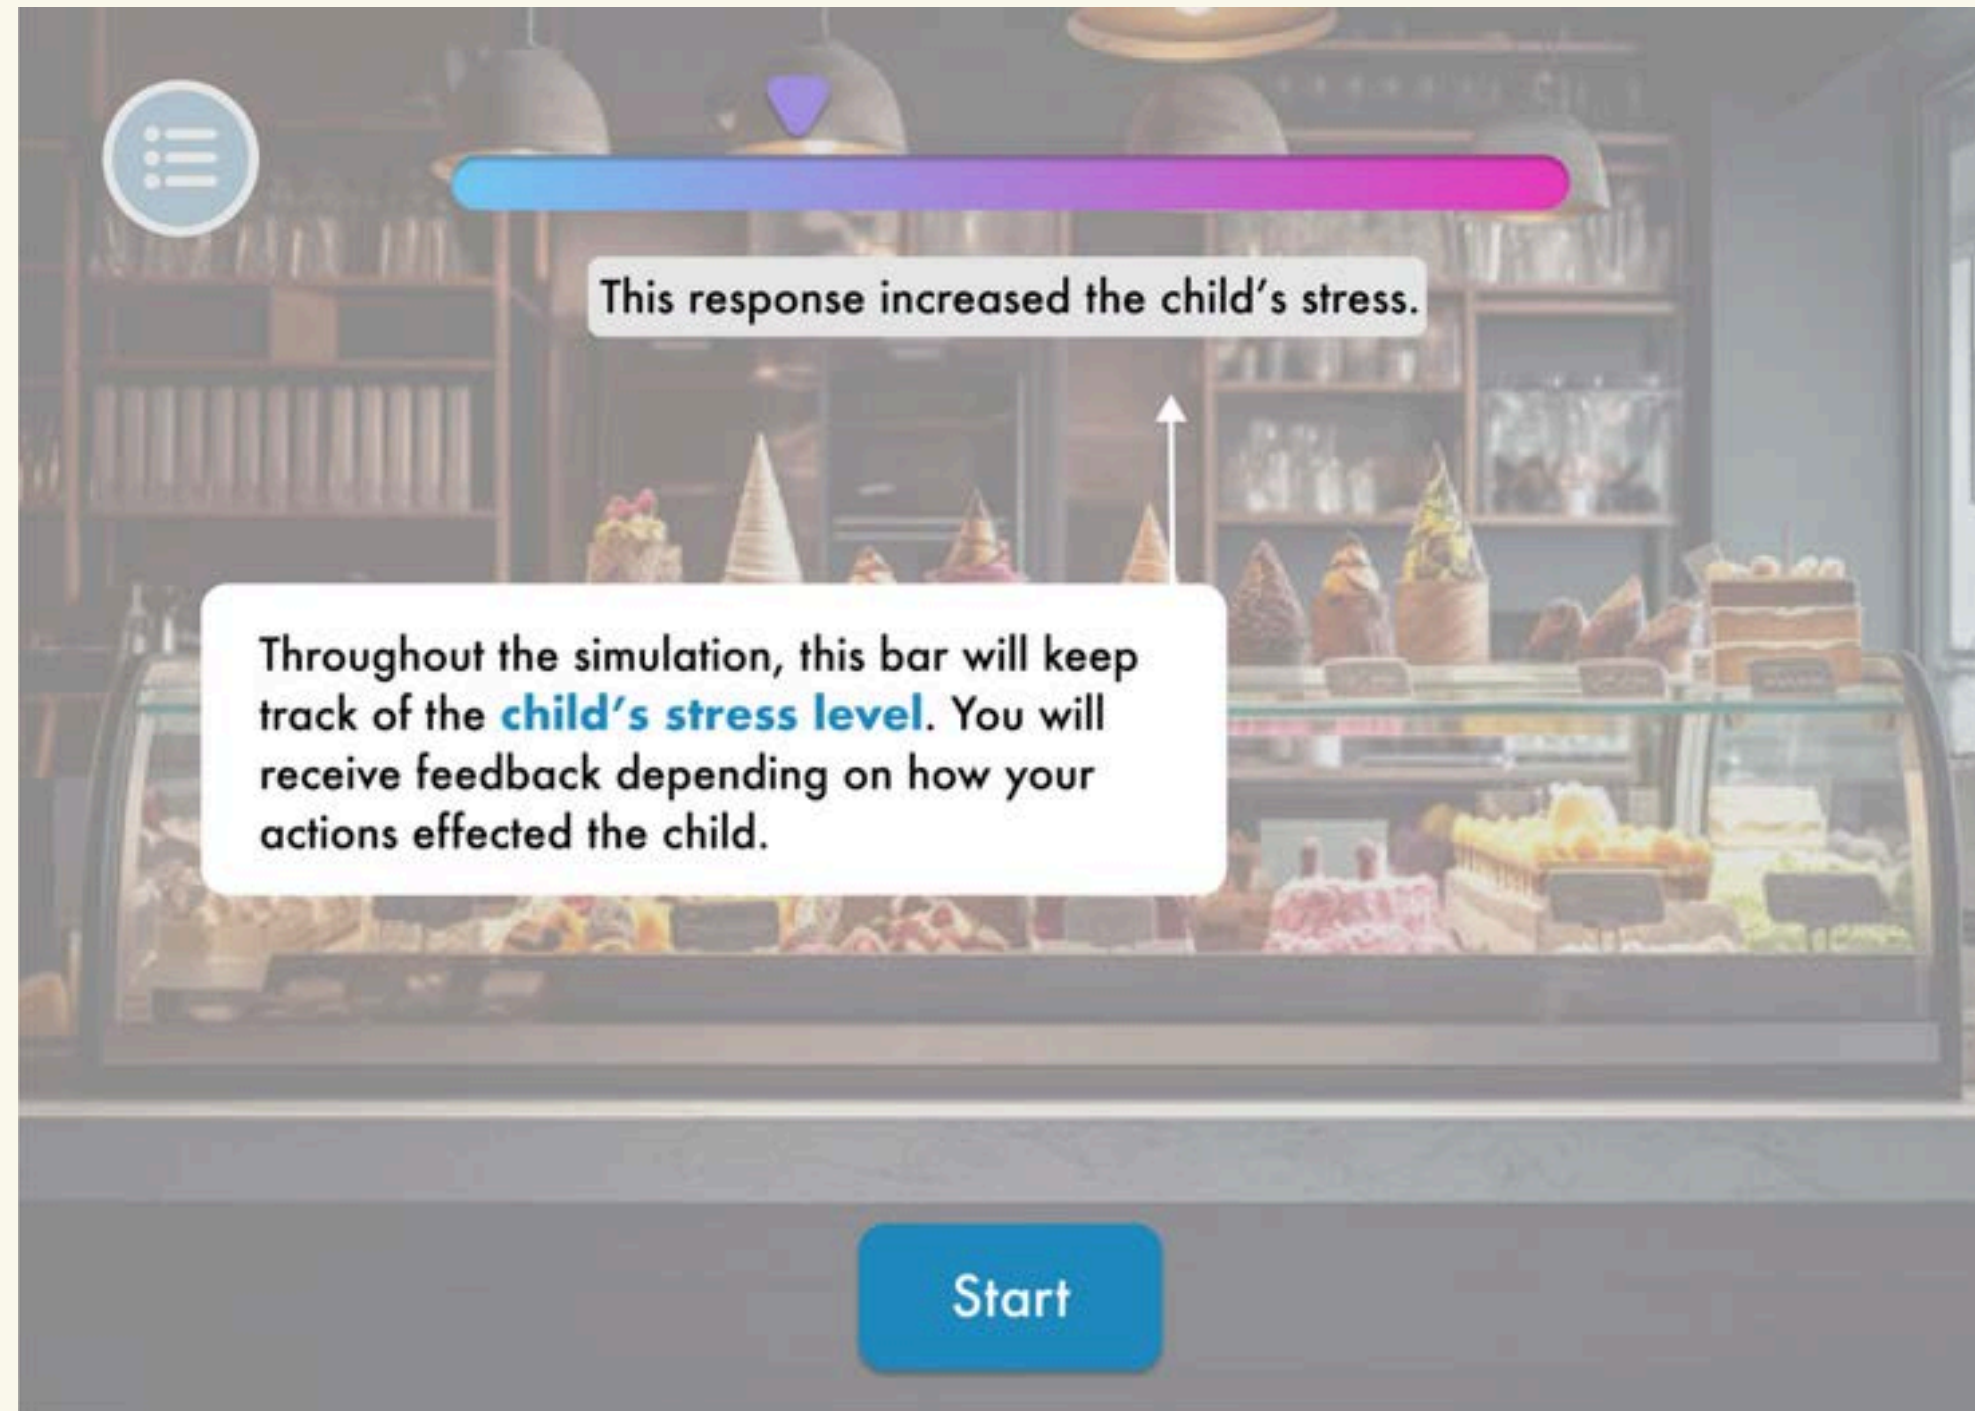 This response increased the child's stress.
Throughout the simulation, this bar will keep
track of the child's stress level. You will
receive feedback depending on how your
actions effected the child.
Start